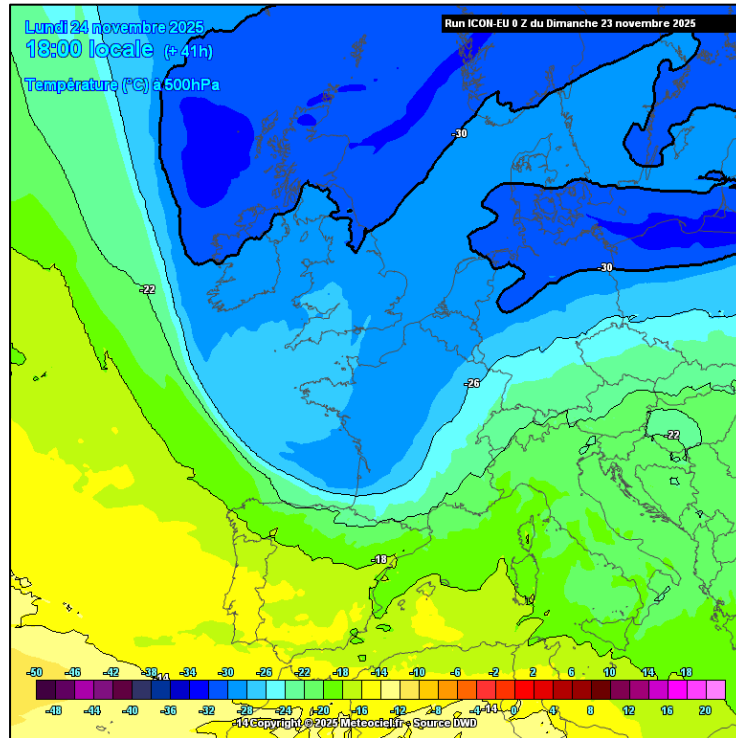 Lundi 24 novembre 2025
Run ICON-EU 0 Z du Dimanche 23 novembre 2025
18:00 locale (+ 41h)
Température (°C) à 500hPa
-30
-30
-22
-26
-22
-18
-14
-50 -46 -42 -38 -34 -30 -26 -22 -18 -14 -10 -6 -2 2 6 10 14 18
-48 -44 -40 -36 -32 -28 -24 -20 -16 -12 -8 -4 0 4 8 12 16 20
-14
-14 Copyright © 2025 Meteociel.fr - Source DWD